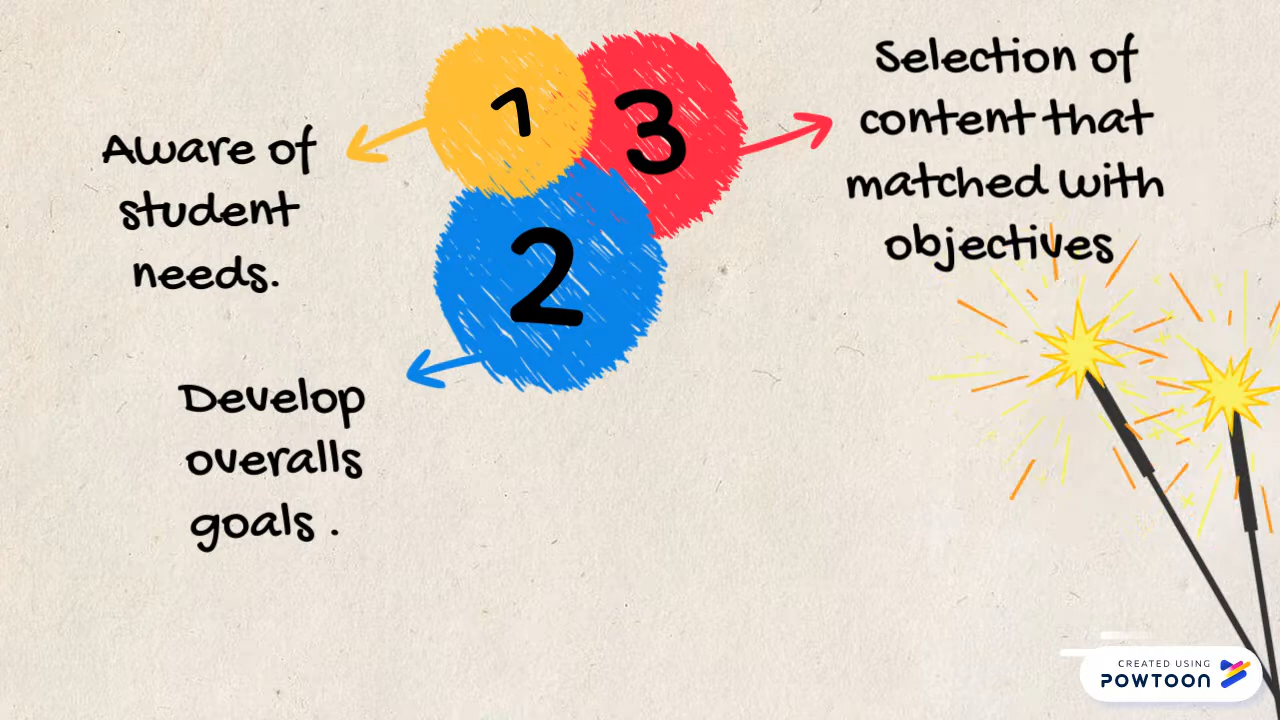 1
Aware of
student
needs.
2
Develop
overalls
goals .
3
Selection of
content that
matched with
objectives
CREATED USING
POWTOON